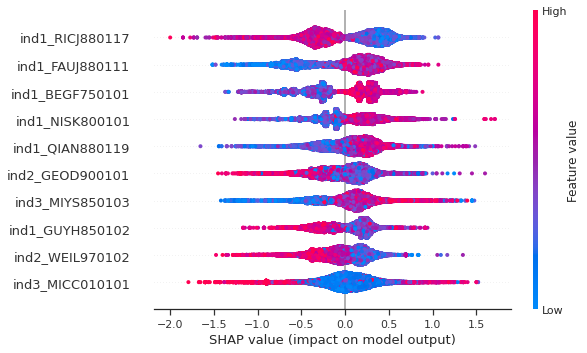 High
ind1_RICJ880117
ind1_FAUJ880111
ind1_BEGF750101
ind1_NISK800101
ind1_QIAN880119
ind2_GEOD900101
ind3_MIYS850103
ind1_GUYH850102
ind2_WEIL970102
ind3_MICC010101
Feature value
Low
−2.0 −1.5 −1.0 −0.5 0.0 0.5 1.0 1.5
SHAP value (impact on model output)